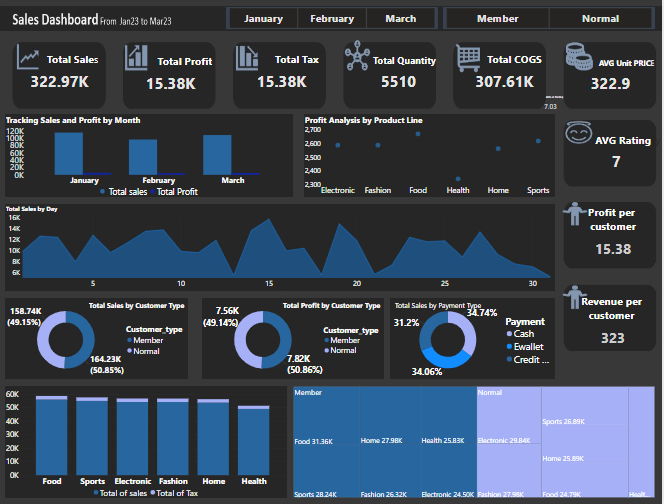 Sales Dashboard From Jan23 to Mar23
January
February
March
Member
Normal
Total Sales
322.97K
Total Profit
15.38K
Total Tax
15.38K
Total Quantity
5510
Total COGS
307.61K
AVG Unit PRICE
322.9
7.03
Tracking Sales and Profit by Month
120K
100K
80K
60K
40K
20K
0K
January
February
March
Total sales
Total Profit
Profit Analysis by Product Line
2,700
2,600
2,500
2,400
2,300
Electronic
Fashion
Food
Health
Home
Sports
AVG Rating
7
Total Sales by Day
16K
14K
12K
10K
8K
6K
5
10
15
20
25
30
Profit per
customer
15.38
Total Sales by Customer Type
158.74K
(49.15%)
164.23K
(50.85%)
Customer_type
Member
Normal
Total Profit by Customer Type
7.56K
(49.14%)
7.82K
(50.86%)
Customer_type
Member
Normal
Total Sales by Payment Type
34.74%
31.2%
34.06%
Payment
Cash
Ewallet
Credit ...
Revenue per
customer
323
60K
50K
40K
30K
20K
10K
0K
Food
Sports
Electronic
Fashion
Home
Health
Total of sales
Total of Tax
Member
Food 31.36K
Home 27.98K
Health 25.83K
Sports 28.24K
Fashion 26.32K
Electronic 24.50K
Normal
Electronic 29.84K
Fashion 27.98K
Sports 26.89K
Home 25.89K
Food 24.79K
Healt...